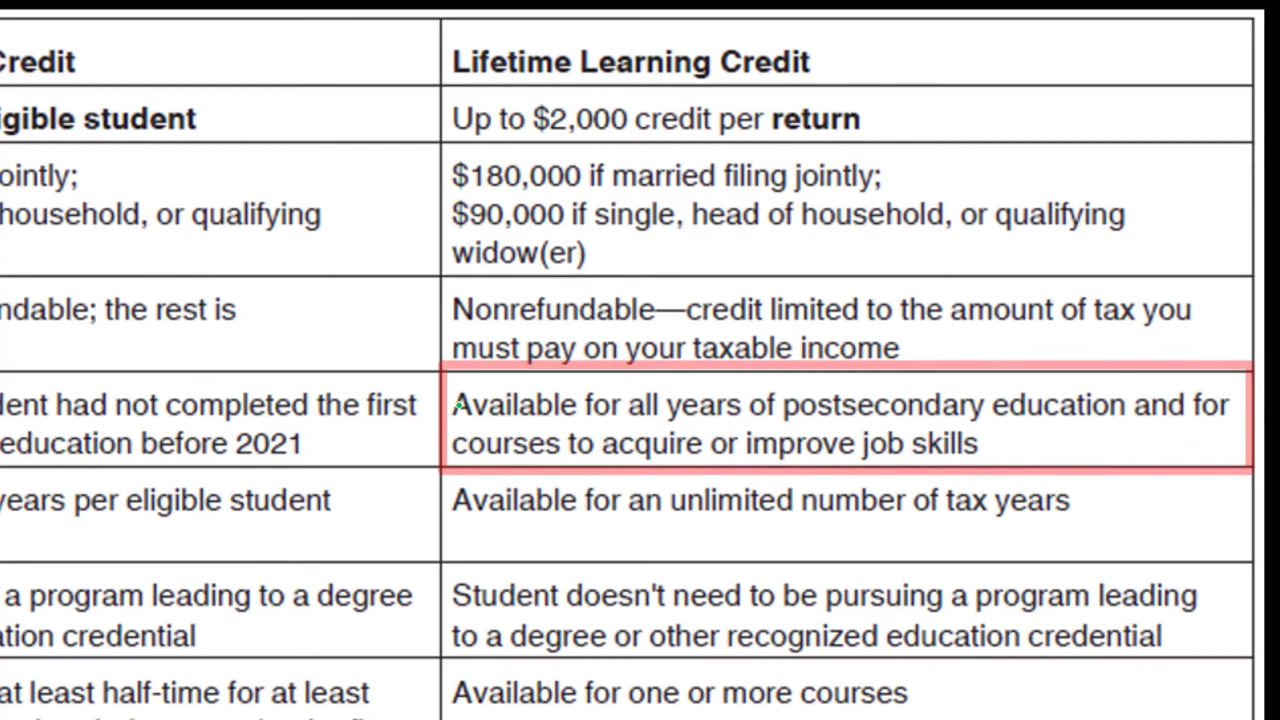 Credit
Lifetime Learning Credit
igible student
Up to $2,000 credit per return
ointly;
household, or qualifying
$180,000 if married filing jointly;
$90,000 if single, head of household, or qualifying
widow(er)
ndable; the rest is
Nonrefundable—credit limited to the amount of tax you
must pay on your taxable income
dent had not completed the first
education before 2021
Available for all years of postsecondary education and for
courses to acquire or improve job skills
years per eligible student
Available for an unlimited number of tax years
a program leading to a degree
ation credential
Student doesn't need to be pursuing a program leading
to a degree or other recognized education credential
at least half-time for at least
Available for one or more courses